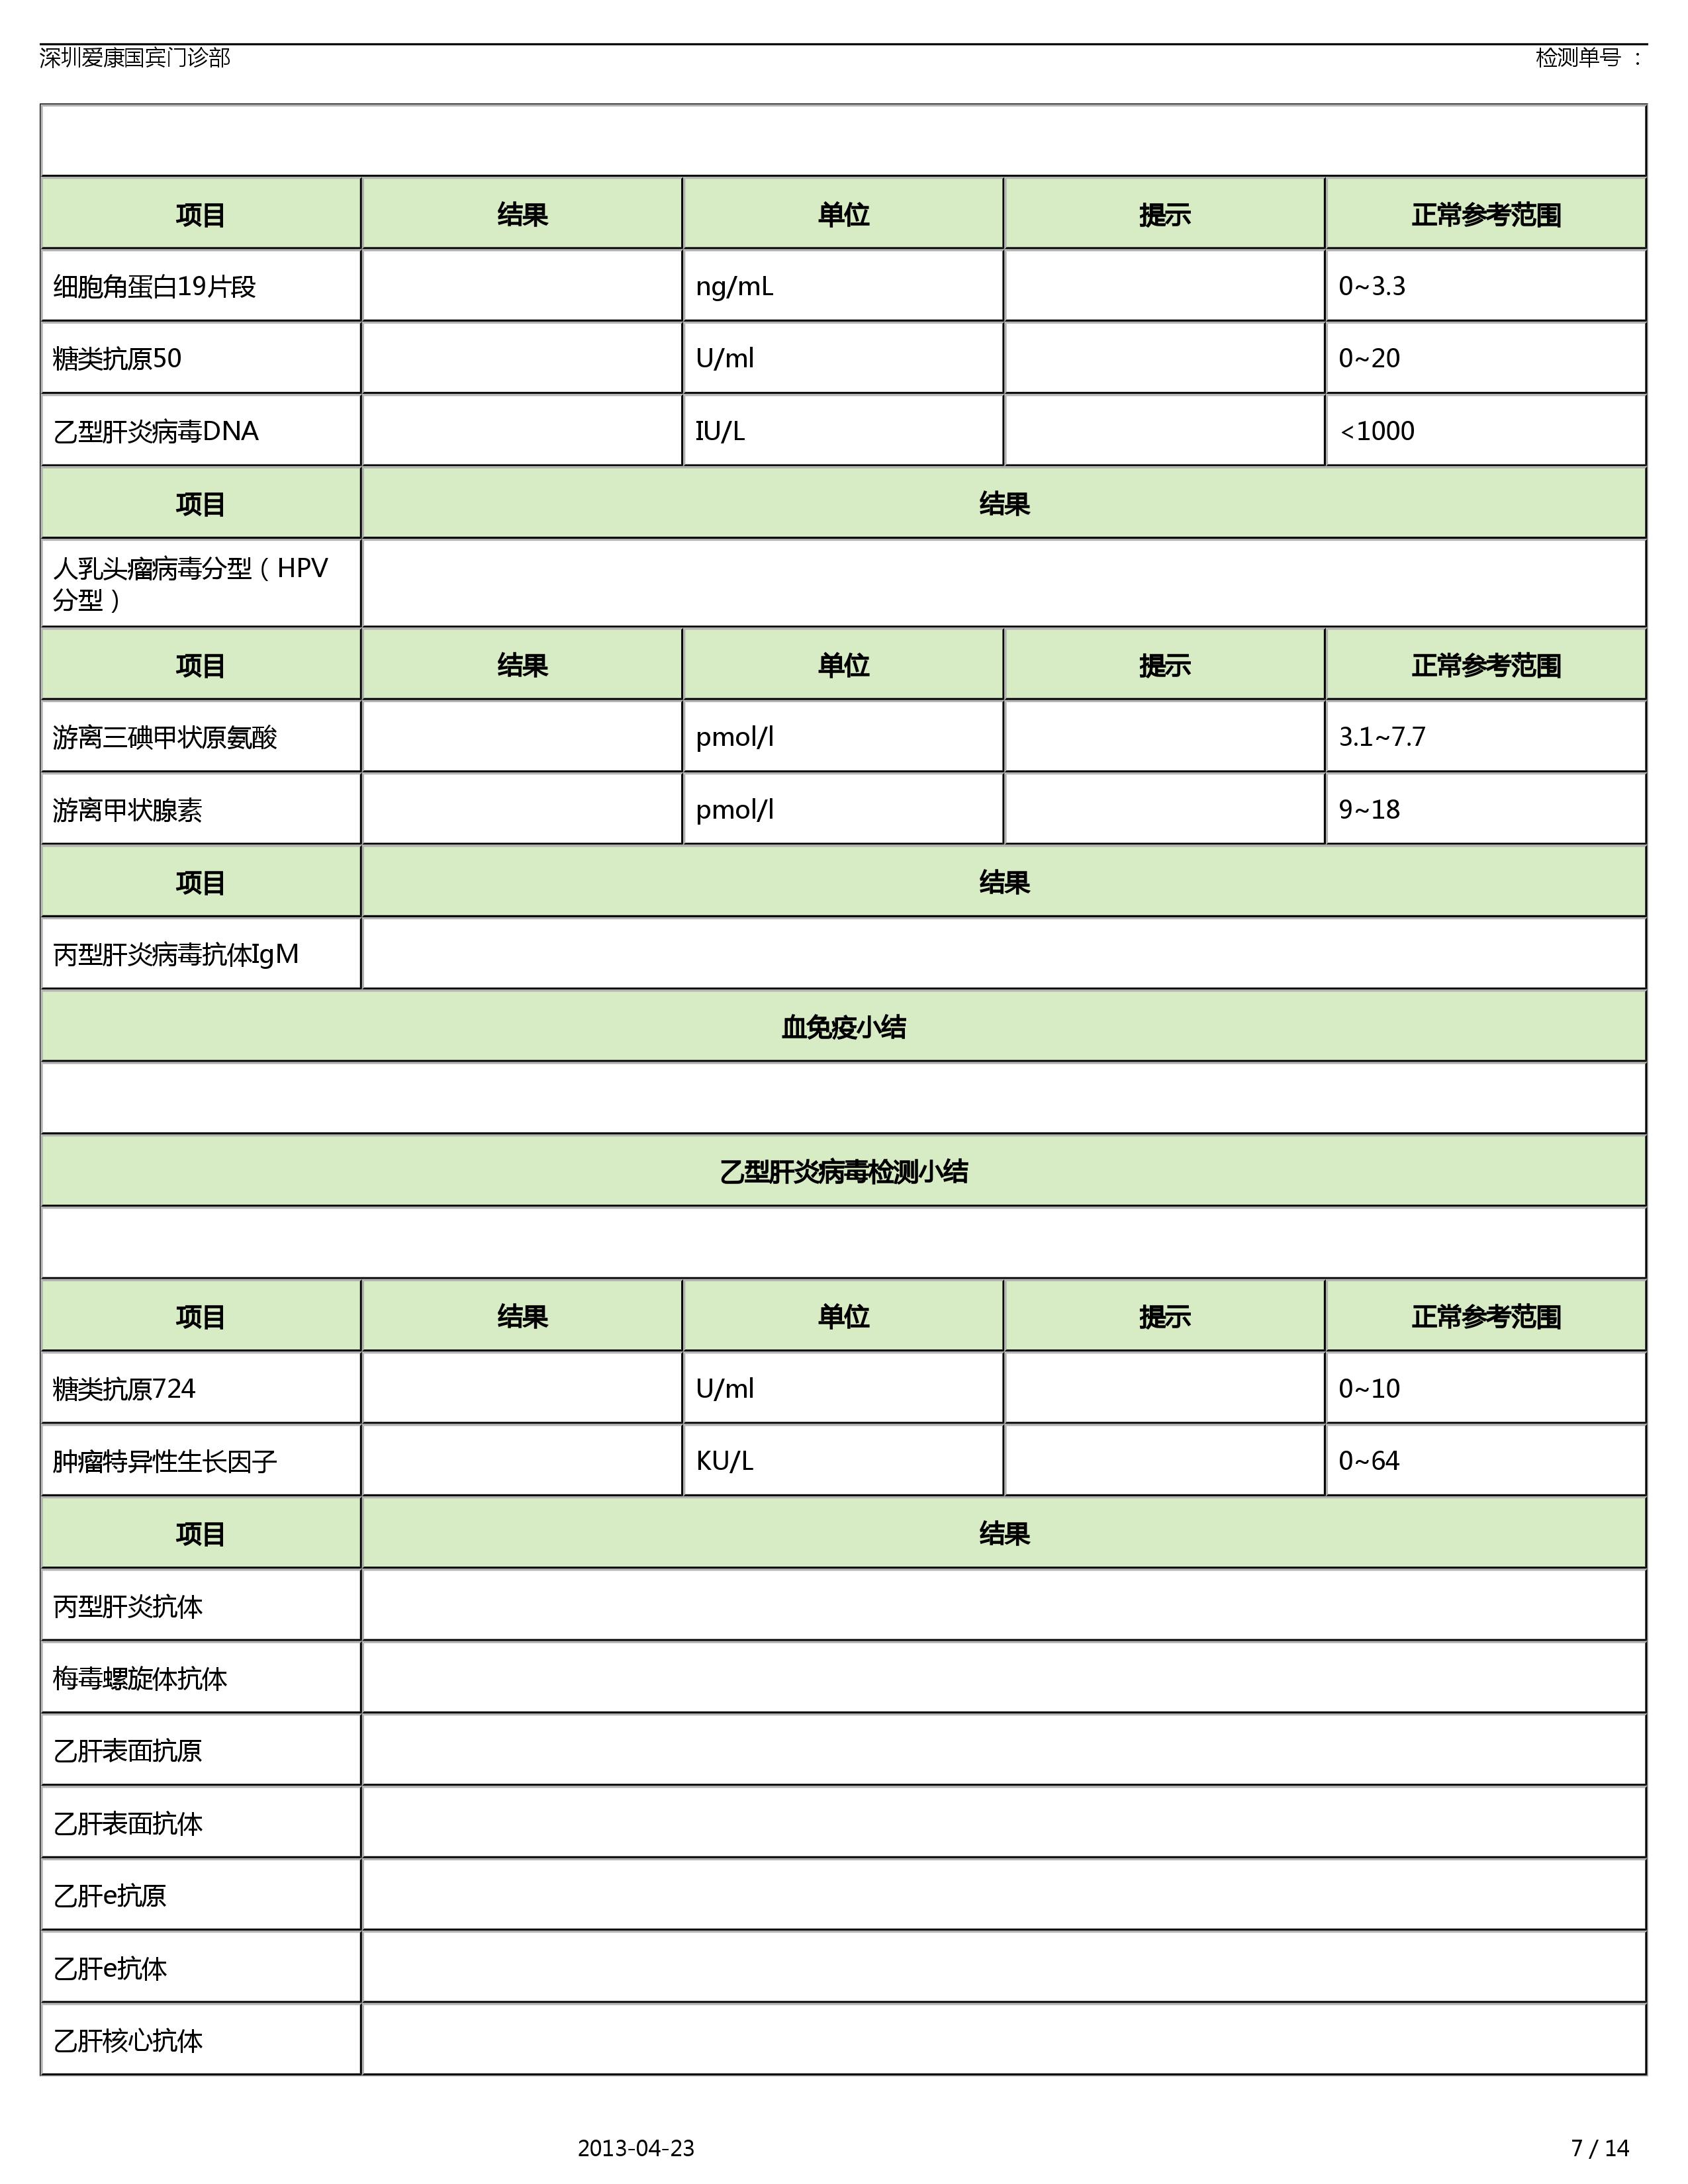 深圳爱康国宾门诊部 检测单号 ：
项目 结果 单位 提示 正常参考范围
细胞角蛋白19片段 ng/mL 0~3.3
糖类抗原50 U/ml 0~20
乙型肝炎病毒DNA IU/L <1000
项目 结果
人乳头瘤病毒分型（HPV
分型）
项目 结果 单位 提示 正常参考范围
游离三碘甲状原氨酸 pmol/l 3.1~7.7
游离甲状腺素 pmol/l 9~18
项目 结果
丙型肝炎病毒抗体IgM
血免疫小结
乙型肝炎病毒检测小结
项目 结果 单位 提示 正常参考范围
糖类抗原724 U/ml 0~10
肿瘤特异性生长因子 KU/L 0~64
项目 结果
丙型肝炎抗体
梅毒螺旋体抗体
乙肝表面抗原
乙肝表面抗体
乙肝e抗原
乙肝e抗体
乙肝核心抗体
2013-04-23 7 / 14